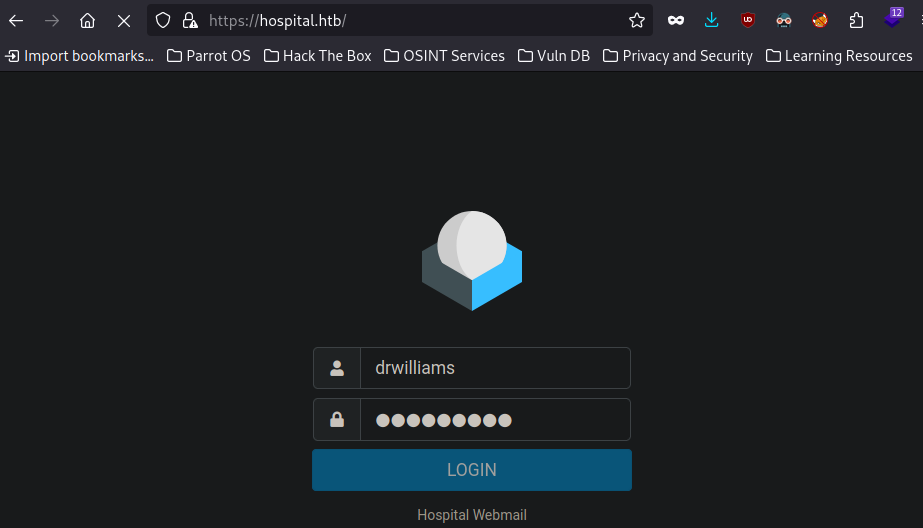 https://hospital.htb/
12
Import bookmarks... Parrot OS Hack The Box OSINT Services Vuln DB Privacy and Security Learning Resources
drwilliams
LOGIN
Hospital Webmail